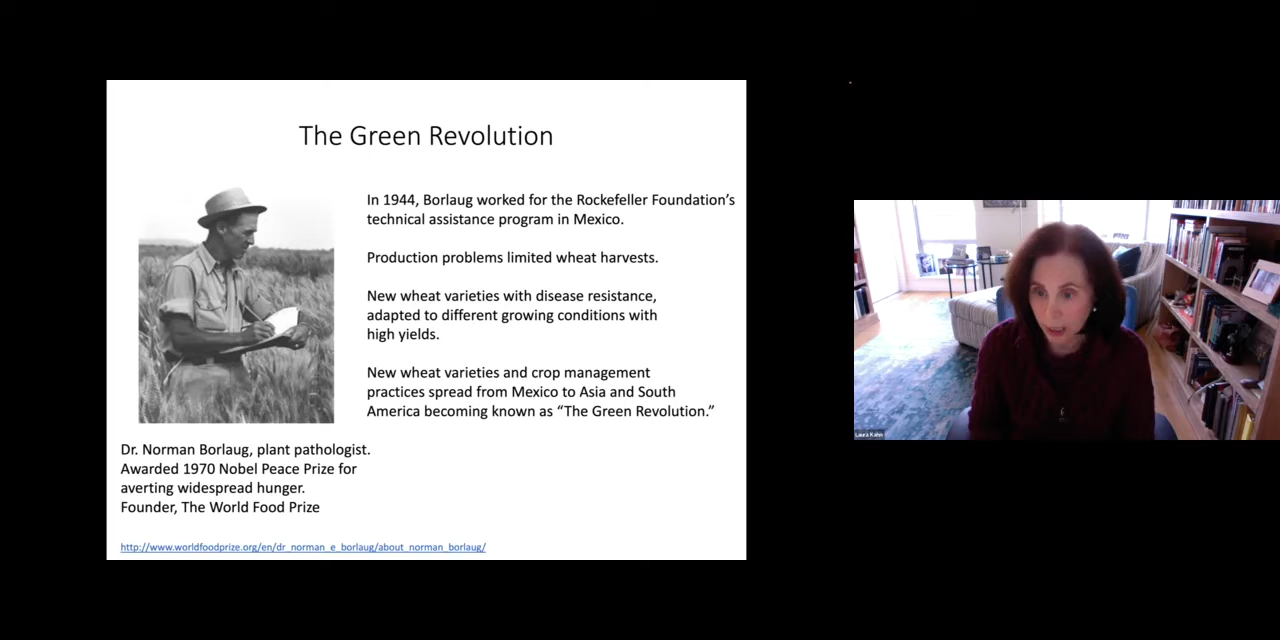 The Green Revolution
In 1944, Borlaug worked for the Rockefeller Foundation’s
technical assistance program in Mexico.
Production problems limited wheat harvests.
New wheat varieties with disease resistance,
adapted to different growing conditions with
high yields.
New wheat varieties and crop management
practices spread from Mexico to Asia and South
America becoming known as “The Green Revolution.”
Dr. Norman Borlaug, plant pathologist.
Awarded 1970 Nobel Peace Prize for
averting widespread hunger.
Founder, The World Food Prize
http://www.worldfoodprize.org/en/dr_norman_e_borlaug/about_norman_borlaug/
Laura Kahn